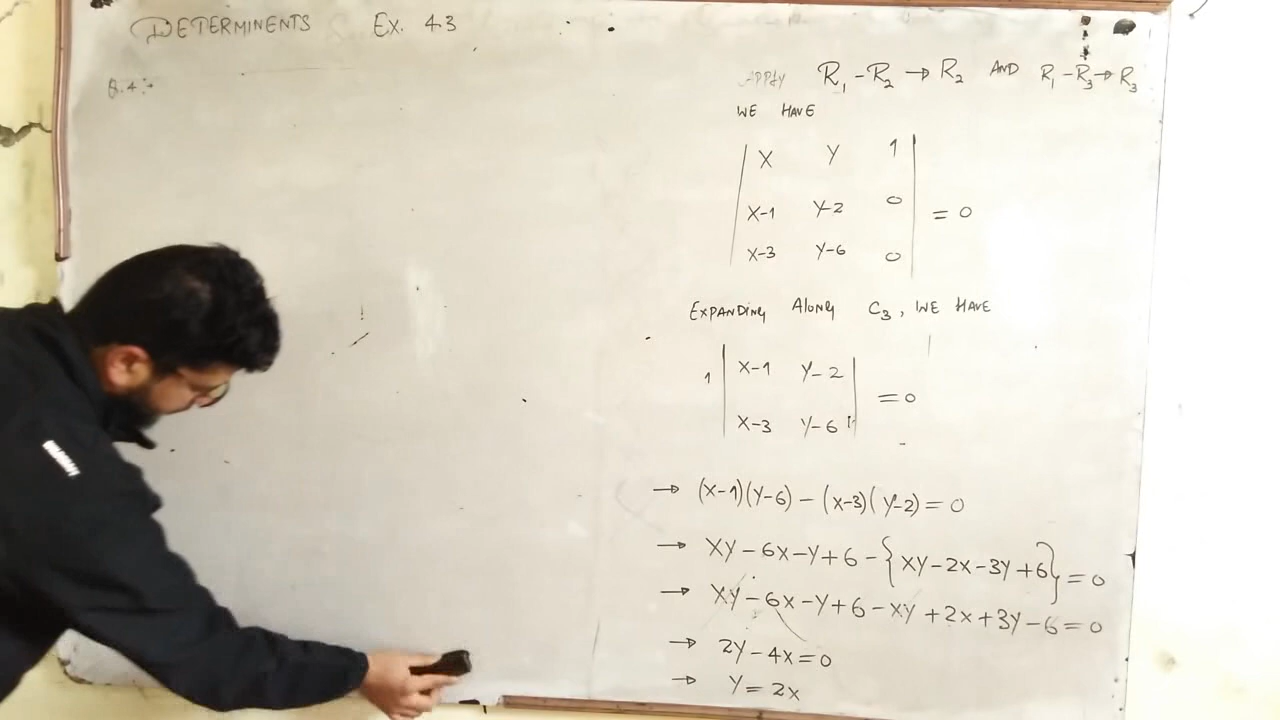 DETERMINENTS Ex. 4.3
Q.4:-
APPly R₁ - R₂ → R₂ AND R₁ - R₃ → R₃
WE HAVE
| X Y 1 |
| X-1 Y-2 0 | = 0
| X-3 Y-6 0 |
EXPANDing Along C₃, WE HAVE
1 | X-1 Y-2 | = 0
| X-3 Y-6 |
→ (X-1)(Y-6) - (X-3)(Y-2) = 0
→ XY - 6X - Y + 6 - {XY - 2X - 3Y + 6} = 0
→ XY - 6X - Y + 6 - XY + 2X + 3Y - 6 = 0
→ 2Y - 4X = 0
→ Y = 2X